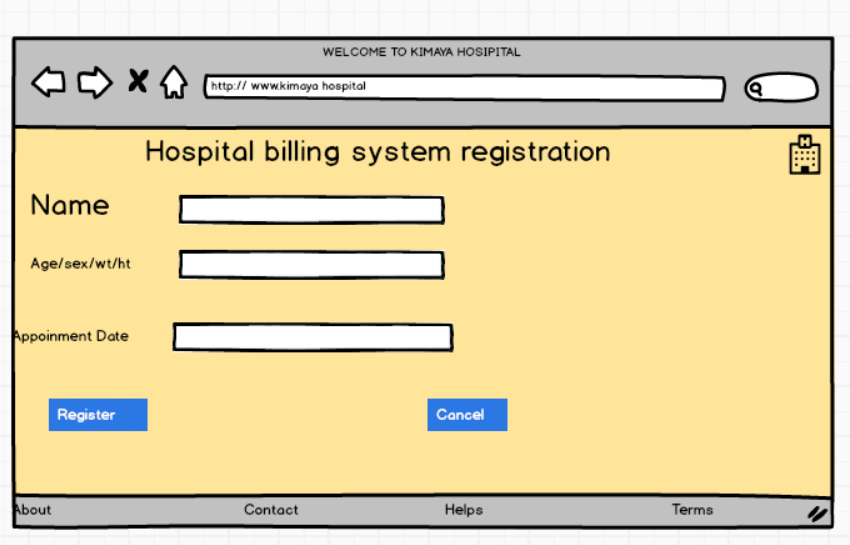 WELCOME TO KIMAYA HOSIPITAL
http:// www.kimaya hospital
H
Hospital billing system registration
Name
Age/sex/wt/ht
Appoinment Date
Register Cancel
About Contact Helps Terms